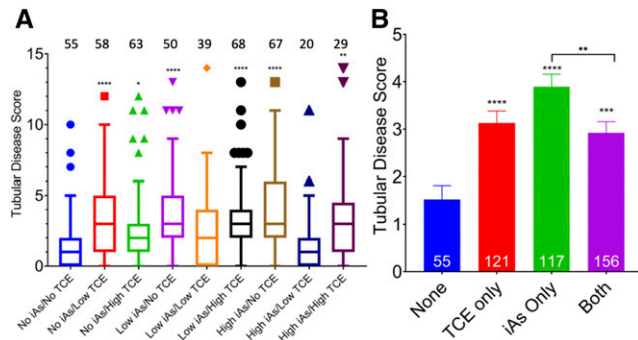 A
55 58 63 50 39 68 67 20 29
**** * **** **** **** **
15
10
5
0
Tubular Disease Score
No iAs/No TCE
No iAs/Low TCE
No iAs/High TCE
Low iAs/No TCE
Low iAs/Low TCE
Low iAs/High TCE
High iAs/No TCE
High iAs/Low TCE
High iAs/High TCE
B
**
**** **** ***
5
4
3
2
1
0
Tubular Disease Score
55 121 117 156
None
TCE only
iAs Only
Both